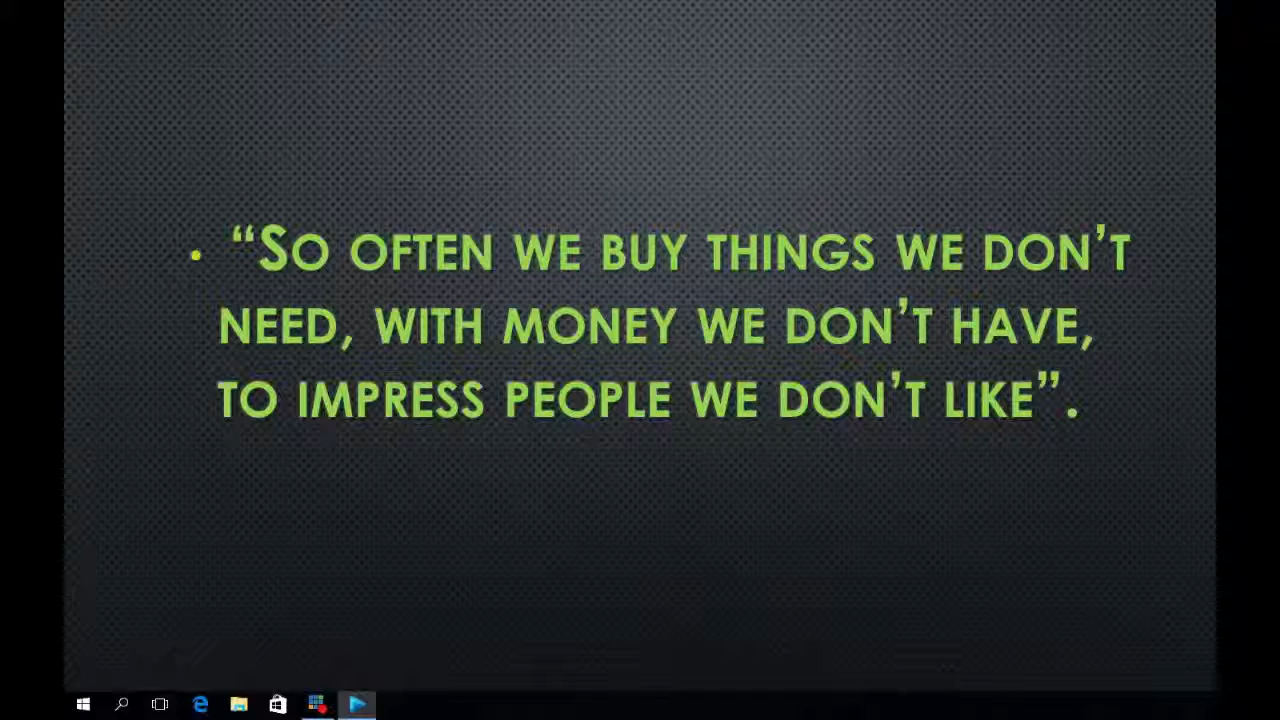 • “So often we buy things we don’t
need, with money we don’t have,
to impress people we don’t like”.